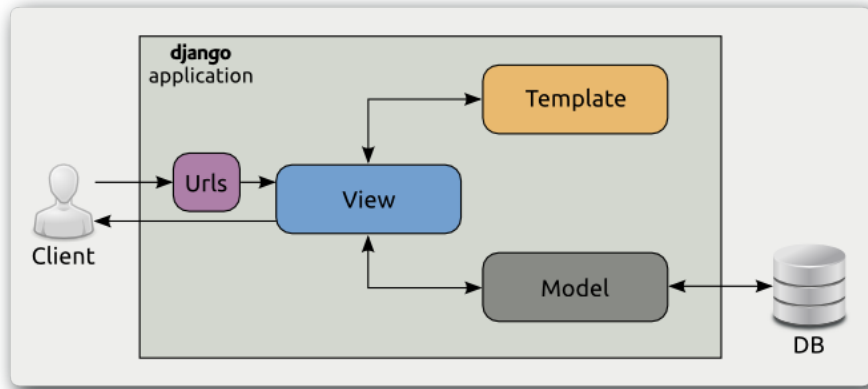 django
application
Template
Urls
View
Client
Model
DB